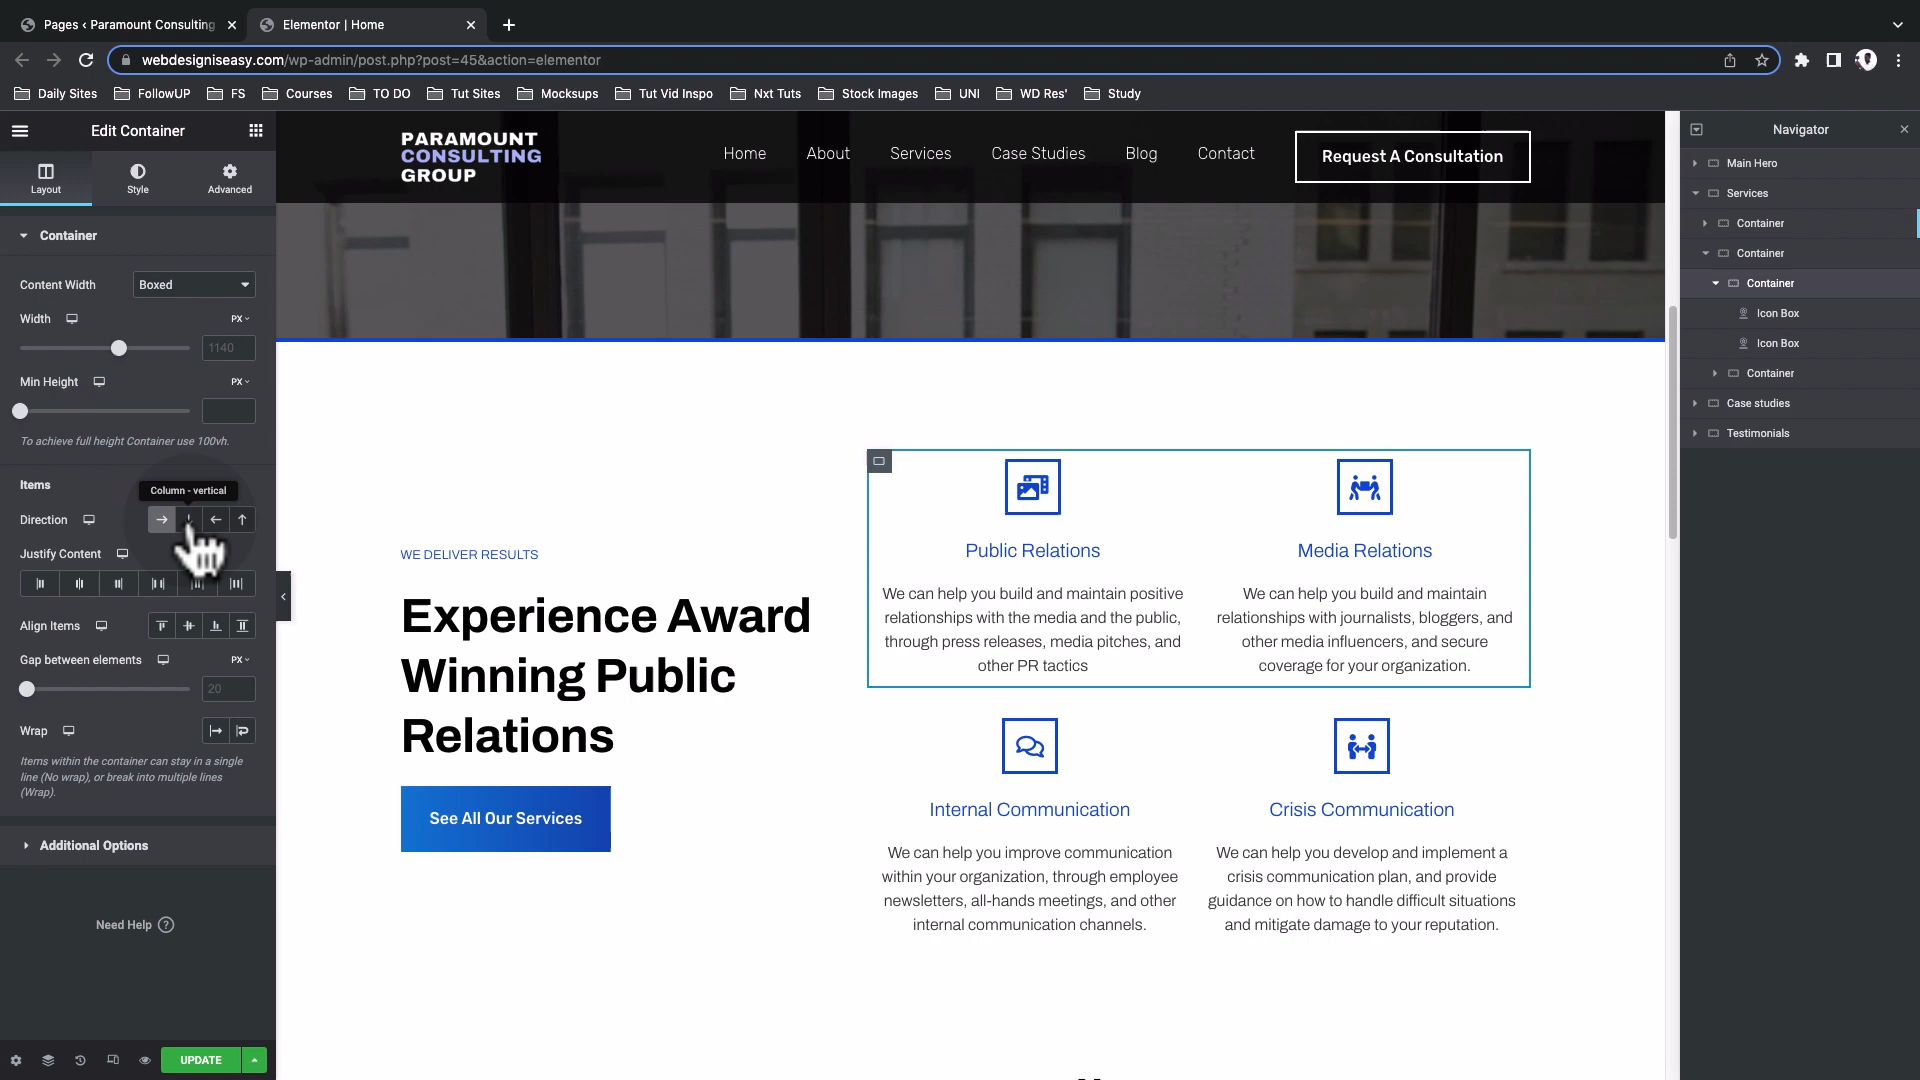 Pages ‹ Paramount Consulting
Elementor | Home
webdesigniseasy.com/wp-admin/post.php?post=45&action=elementor
Daily Sites
FollowUP
FS
Courses
TO DO
Tut Sites
Mocksups
Tut Vid Inspo
Nxt Tuts
Stock Images
UNI
WD Res'
Study
Edit Container
Layout
Style
Advanced
Container
Content Width
Boxed
Width
PX
1140
Min Height
PX
To achieve full height Container use 100vh.
Items
Column - vertical
Direction
Justify Content
Align Items
Gap between elements
PX
20
Wrap
Items within the container can stay in a single
line (No wrap), or break into multiple lines
(Wrap).
Additional Options
Need Help
UPDATE
PARAMOUNT
CONSULTING
GROUP
Home
About
Services
Case Studies
Blog
Contact
Request A Consultation
WE DELIVER RESULTS
Experience Award
Winning Public
Relations
See All Our Services
Public Relations
We can help you build and maintain positive
relationships with the media and the public,
through press releases, media pitches, and
other PR tactics
Media Relations
We can help you build and maintain
relationships with journalists, bloggers, and
other media influencers, and secure
coverage for your organization.
Internal Communication
We can help you improve communication
within your organization, through employee
newsletters, all-hands meetings, and other
internal communication channels.
Crisis Communication
We can help you develop and implement a
crisis communication plan, and provide
guidance on how to handle difficult situations
and mitigate damage to your reputation.
Navigator
Main Hero
Services
Container
Container
Container
Icon Box
Icon Box
Container
Case studies
Testimonials